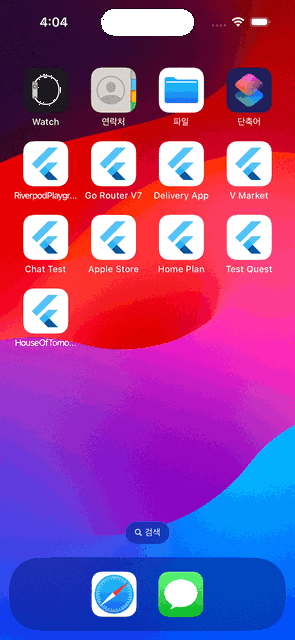 4:04
Watch
연락처
파일
단축어
RiverpodPlaygr...
Go Router V7
Delivery App
V Market
Chat Test
Apple Store
Home Plan
Test Quest
HouseOfTomo...
검색